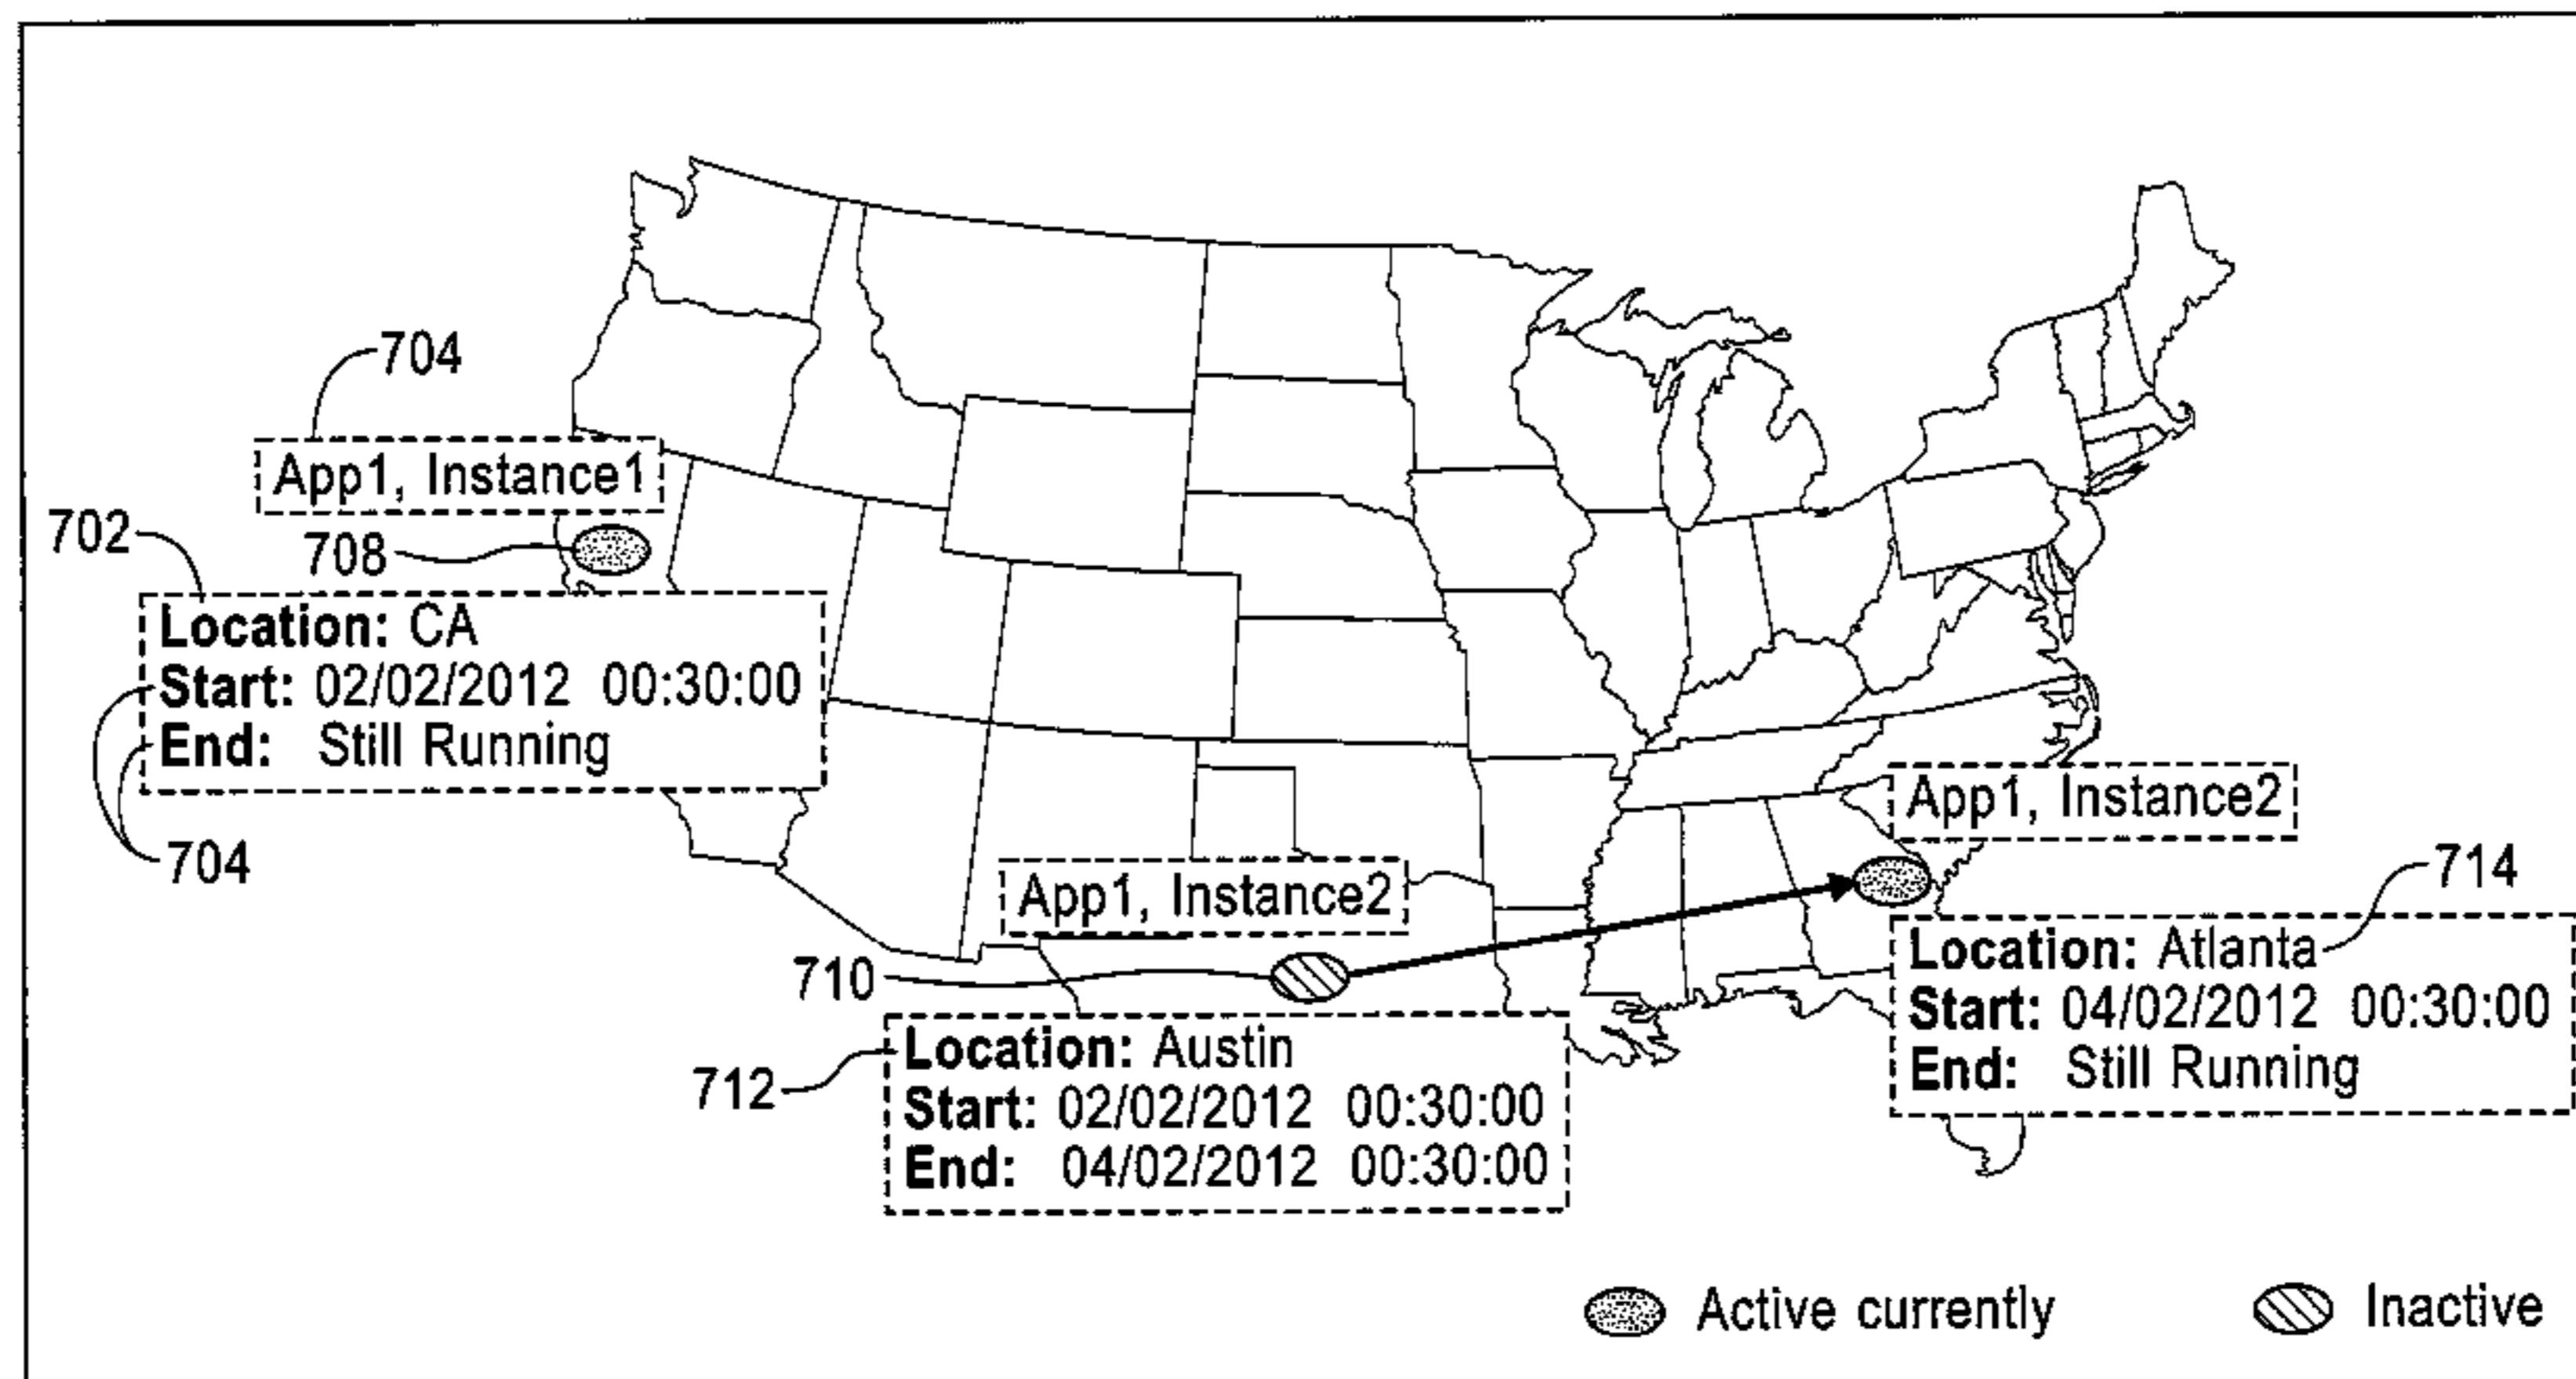 704
App1, Instance1
702
708
Location: CA
Start: 02/02/2012 00:30:00
End: Still Running
704
App1, Instance2
714
App1, Instance2
710
Location: Atlanta
Start: 04/02/2012 00:30:00
End: Still Running
712
Location: Austin
Start: 02/02/2012 00:30:00
End: 04/02/2012 00:30:00
Active currently
Inactive